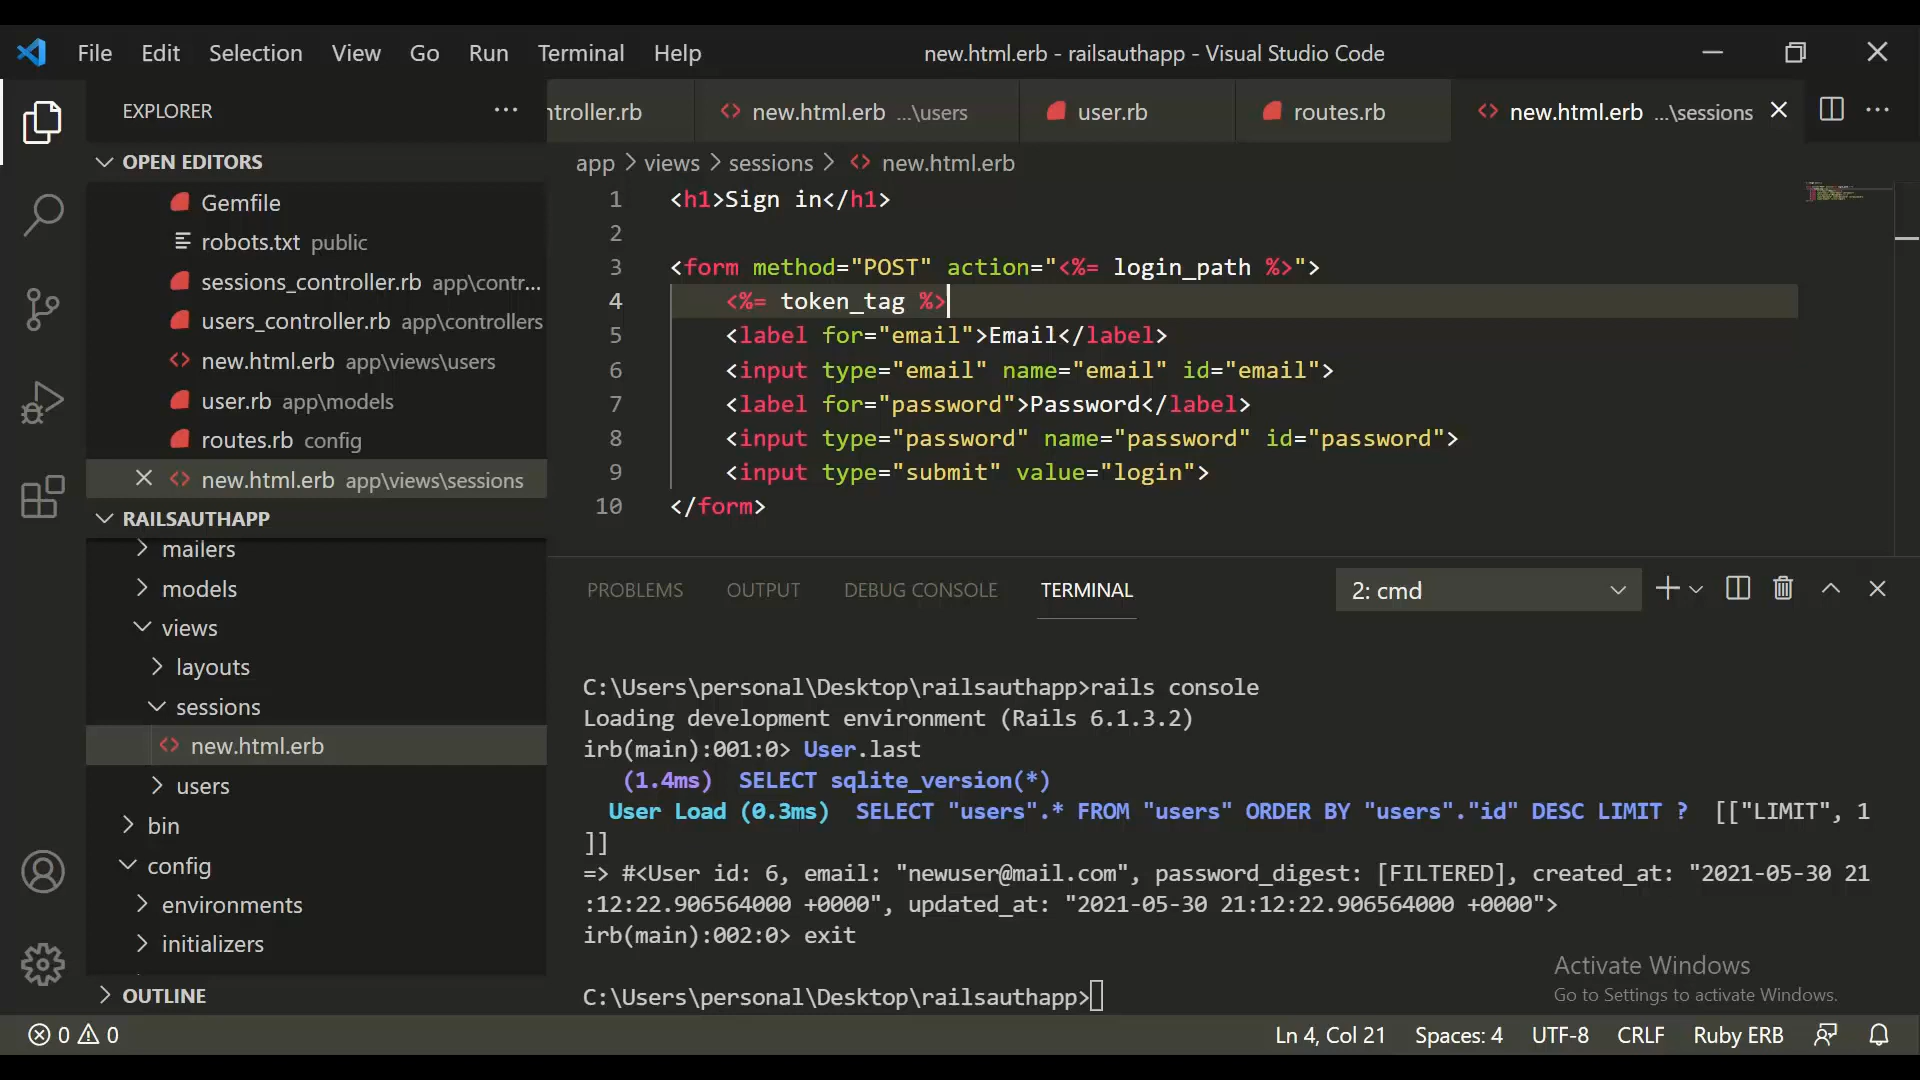 File Edit Selection View Go Run Terminal Help new.html.erb - railsauthapp - Visual Studio Code
EXPLORER
ntroller.rb new.html.erb ...\users user.rb routes.rb new.html.erb ...\sessions
OPEN EDITORS
Gemfile
robots.txt public
sessions_controller.rb app\contr...
users_controller.rb app\controllers
new.html.erb app\views\users
user.rb app\models
routes.rb config
new.html.erb app\views\sessions
RAILSAUTHAPP
mailers
models
views
layouts
sessions
new.html.erb
users
bin
config
environments
initializers
OUTLINE
app > views > sessions > new.html.erb
1 <h1>Sign in</h1>
2
3 <form method="POST" action="<%= login_path %>">
4 <%= token_tag %>
5 <label for="email">Email</label>
6 <input type="email" name="email" id="email">
7 <label for="password">Password</label>
8 <input type="password" name="password" id="password">
9 <input type="submit" value="login">
10 </form>
PROBLEMS OUTPUT DEBUG CONSOLE TERMINAL 2: cmd
C:\Users\personal\Desktop\railsauthapp>rails console
Loading development environment (Rails 6.1.3.2)
irb(main):001:0> User.last
(1.4ms) SELECT sqlite_version(*)
User Load (0.3ms) SELECT "users".* FROM "users" ORDER BY "users"."id" DESC LIMIT ? [["LIMIT", 1
]]
=> #<User id: 6, email: "newuser@mail.com", password_digest: [FILTERED], created_at: "2021-05-30 21
:12:22.906564000 +0000", updated_at: "2021-05-30 21:12:22.906564000 +0000">
irb(main):002:0> exit
C:\Users\personal\Desktop\railsauthapp>
Activate Windows
Go to Settings to activate Windows.
0 0 Ln 4, Col 21 Spaces: 4 UTF-8 CRLF Ruby ERB